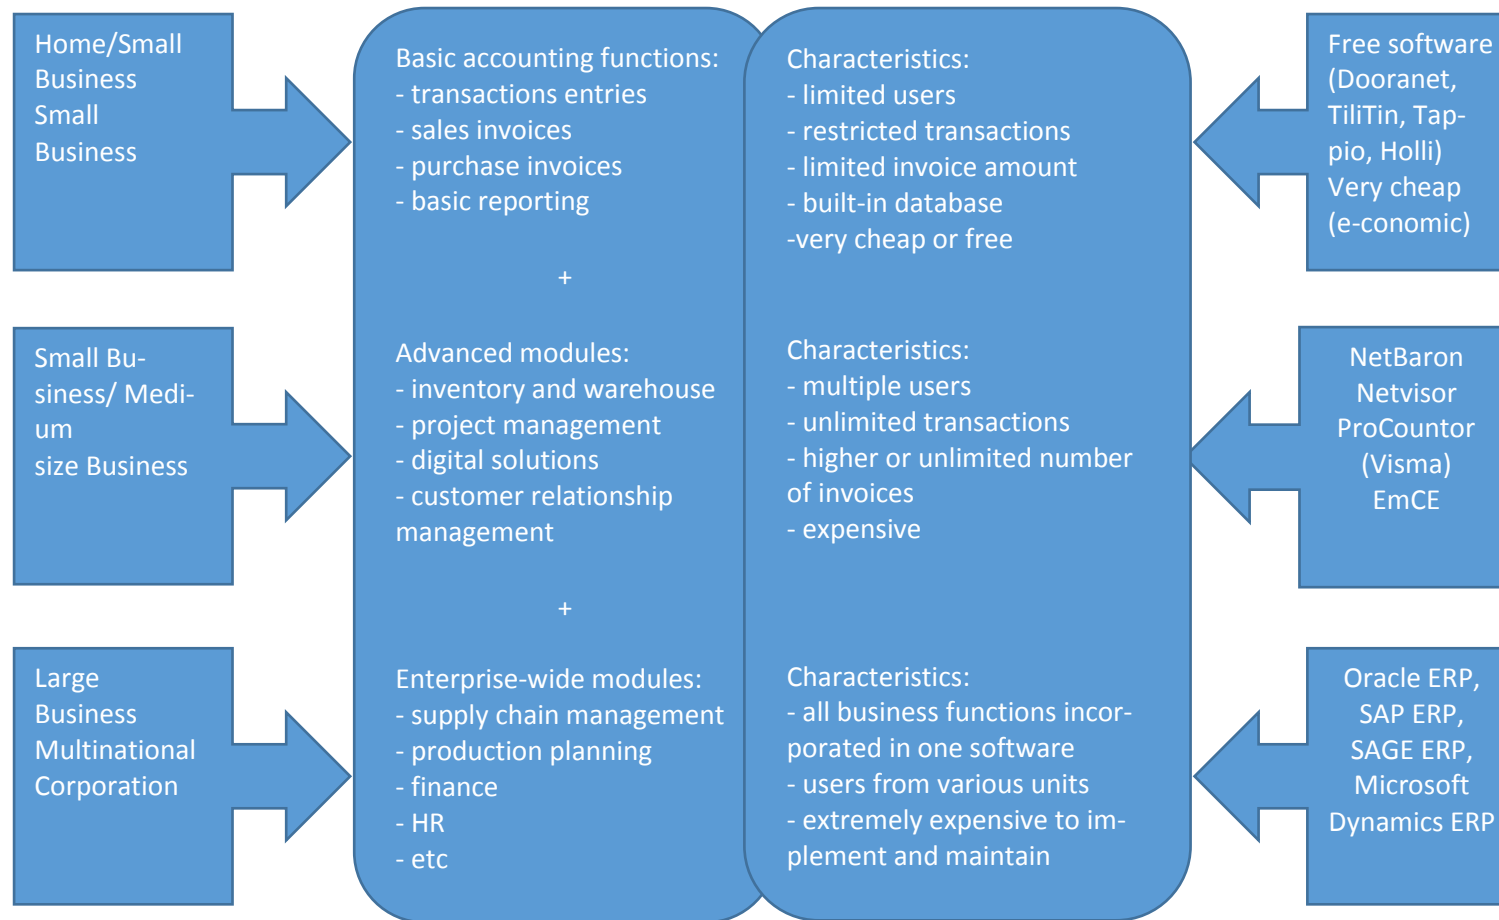 Home/Small
Business
Small
Business
Basic accounting functions:
- transactions entries
- sales invoices
- purchase invoices
- basic reporting
+
Characteristics:
- limited users
- restricted transactions
- limited invoice amount
- built-in database
-very cheap or free
Free software
(Dooranet,
TiliTin, Tap-
pio, Holli)
Very cheap
(e-conomic)
Small Bu-
siness/ Medi-
um
size Business
Advanced modules:
- inventory and warehouse
- project management
- digital solutions
- customer relationship
management
+
Characteristics:
- multiple users
- unlimited transactions
- higher or unlimited number
of invoices
- expensive
NetBaron
Netvisor
ProCountor
(Visma)
EmCE
Large
Business
Multinational
Corporation
Enterprise-wide modules:
- supply chain management
- production planning
- finance
- HR
- etc
Characteristics:
- all business functions incor-
porated in one software
- users from various units
- extremely expensive to im-
plement and maintain
Oracle ERP,
SAP ERP,
SAGE ERP,
Microsoft
Dynamics ERP